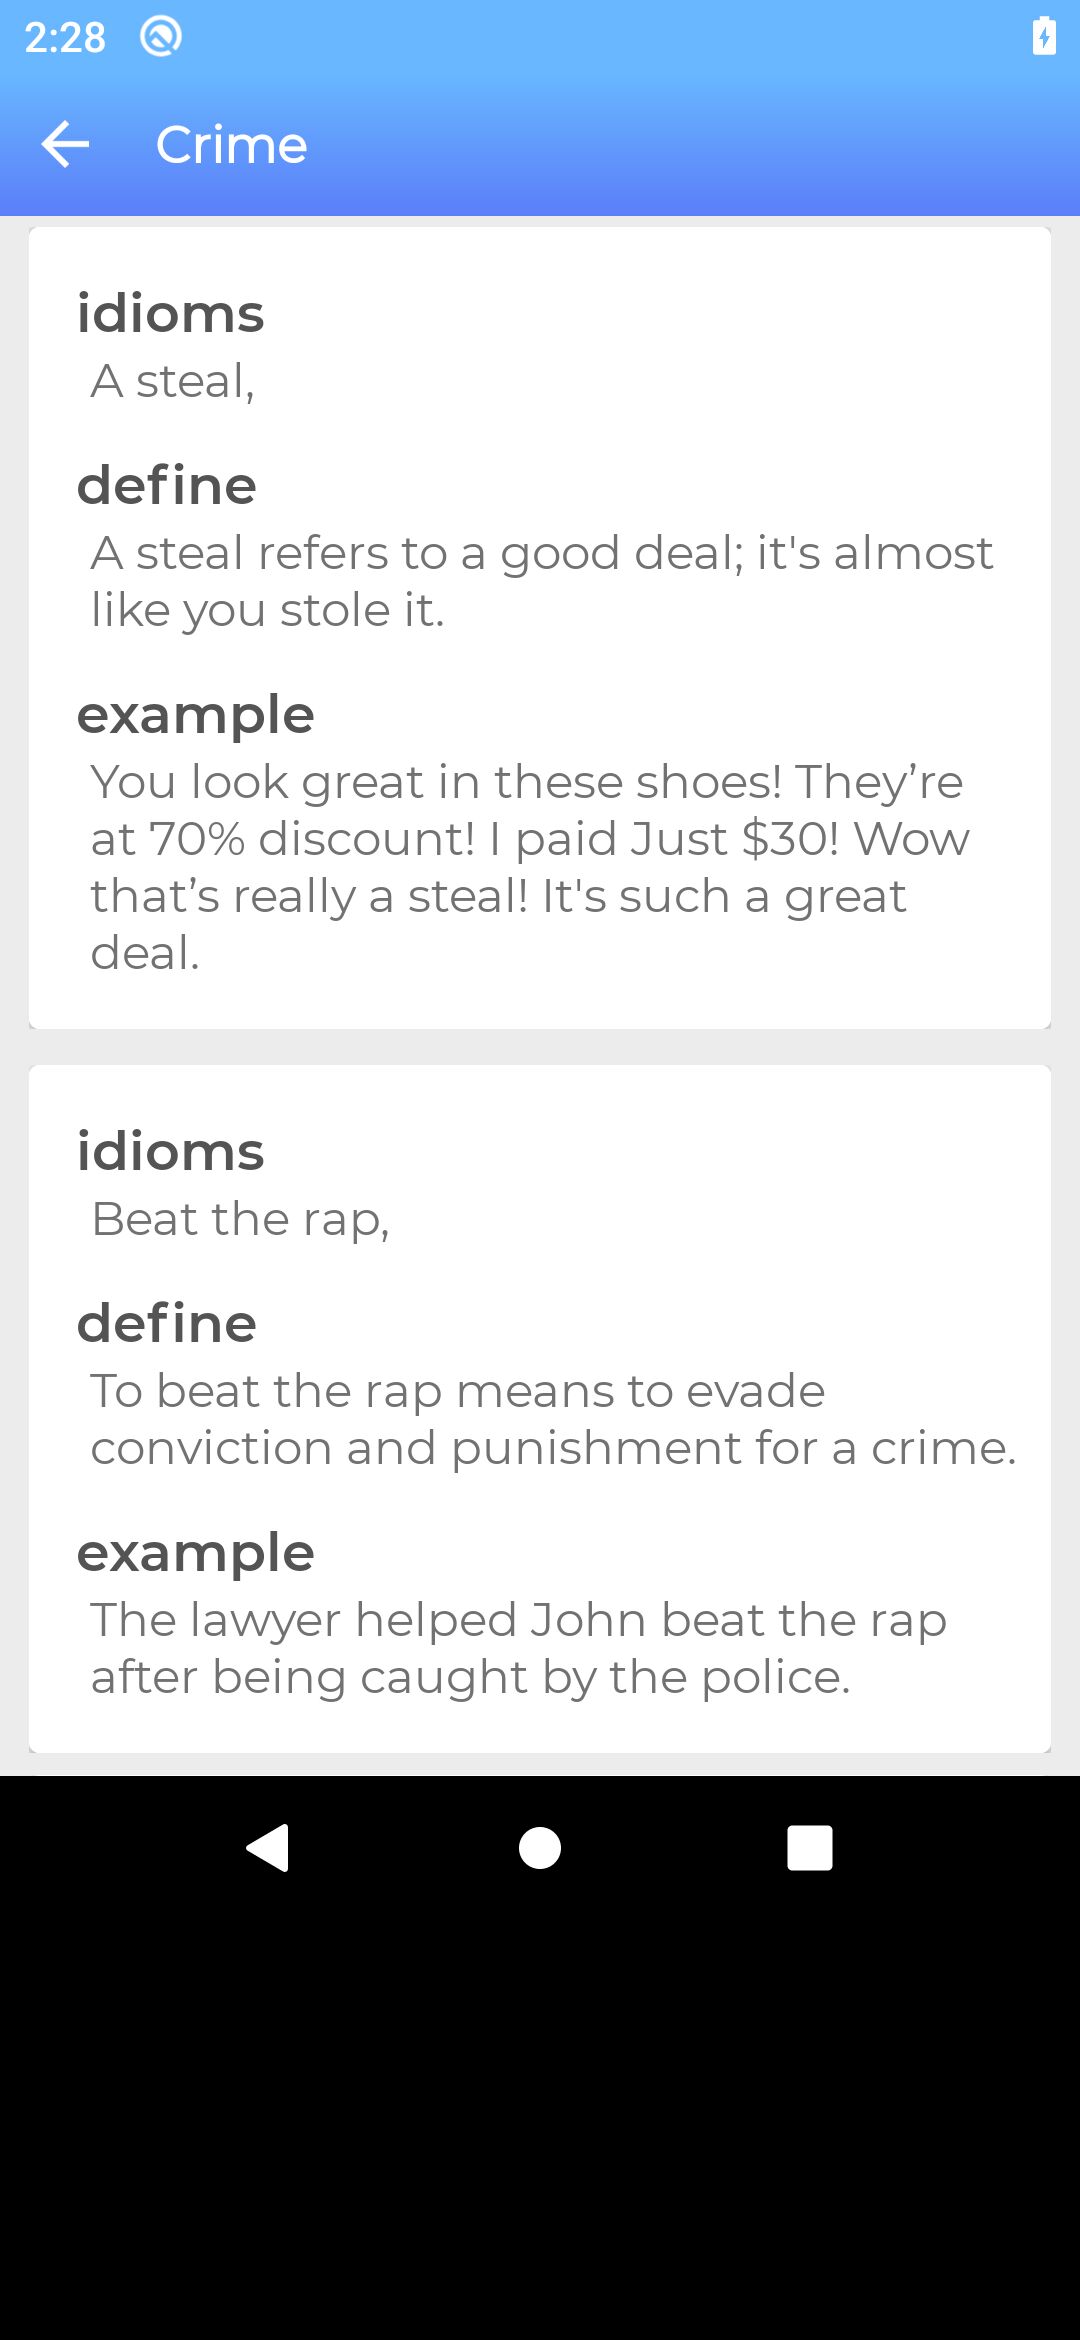 2:28
Crime
idioms
A steal,
define
A steal refers to a good deal; it's almost
like you stole it.
example
You look great in these shoes! They’re
at 70% discount! I paid Just $30! Wow
that’s really a steal! It's such a great
deal.
idioms
Beat the rap,
define
To beat the rap means to evade
conviction and punishment for a crime.
example
The lawyer helped John beat the rap
after being caught by the police.